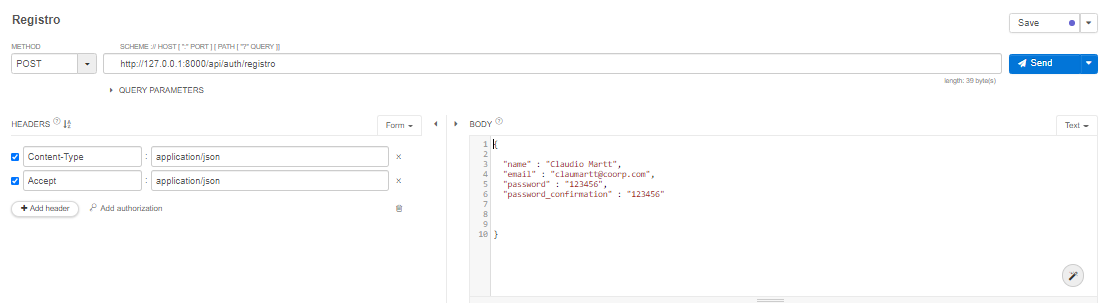 Registro
Save
METHOD
SCHEME :// HOST [ ":" PORT ] [ PATH [ "?" QUERY ]]
POST
http://127.0.0.1:8000/api/auth/registro
Send
length: 39 byte(s)
QUERY PARAMETERS
HEADERS
Form
BODY
Text
Content-Type : application/json
Accept : application/json
+ Add header
Add authorization
1 {
2
3 "name" : "Claudio Martt",
4 "email" : "claumartt@coorp.com",
5 "password" : "123456",
6 "password_confirmation" : "123456"
7
8
9
10 }